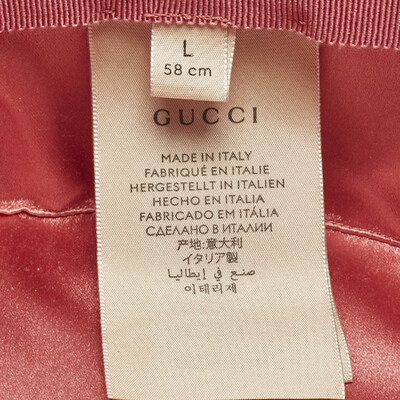 L
58 cm
GUCCI
MADE IN ITALY
FABRIQUÉ EN ITALIE
HERGESTELLT IN ITALIEN
HECHO EN ITALIA
FABRICADO EM ITÁLIA
СДЕЛАНО В ИТАЛИИ
产地:意大利
イタリア製
صنع في إيطاليا
이태리제